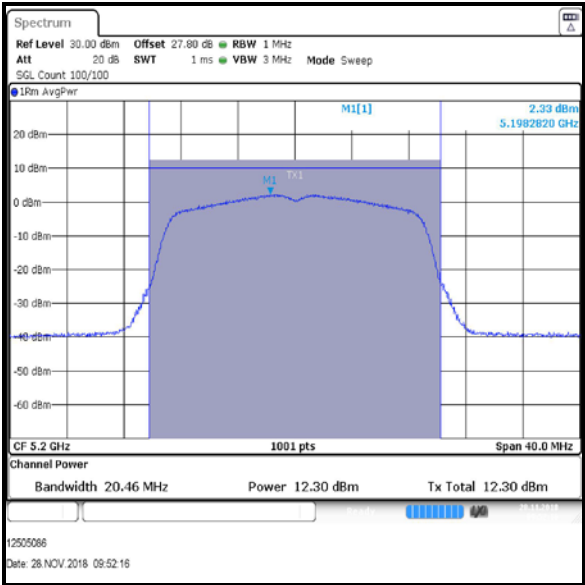 Spectrum
Ref Level 30.00 dBm Offset 27.80 dB RBW 1 MHz
Att 20 dB SWT 1 ms VBW 3 MHz Mode Sweep
SGL Count 100/100
1Rm AvgPwr
M1[1] 2.33 dBm
5.1982820 GHz
20 dBm
10 dBm
TX1
M1
0 dBm
-10 dBm
-20 dBm
-30 dBm
-40 dBm
-50 dBm
-60 dBm
CF 5.2 GHz 1001 pts Span 40.0 MHz
Channel Power
Bandwidth 20.46 MHz Power 12.30 dBm Tx Total 12.30 dBm
Ready
12505086
Date: 28.NOV.2018 09:52:16